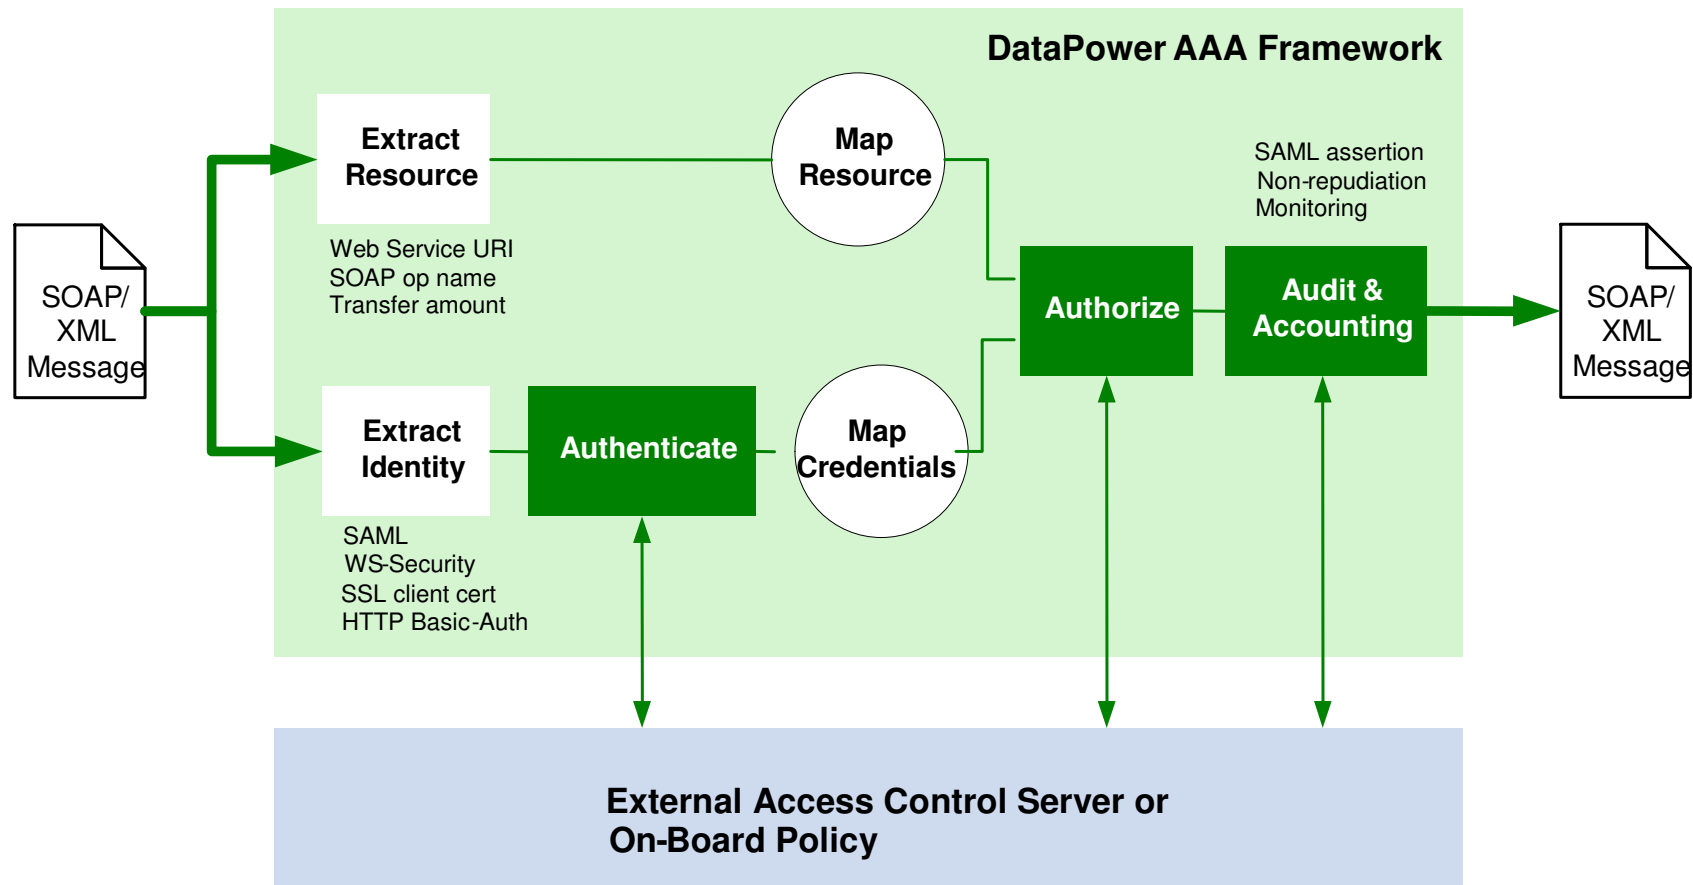 DataPower AAA Framework
Extract
Resource
Map
Resource
SAML assertion
Non-repudiation
Monitoring
Web Service URI
SOAP op name
Transfer amount
SOAP/
XML
Message
Authorize
Audit &
Accounting
SOAP/
XML
Message
Extract
Identity
Authenticate
Map
Credentials
SAML
WS-Security
SSL client cert
HTTP Basic-Auth
External Access Control Server or
On-Board Policy